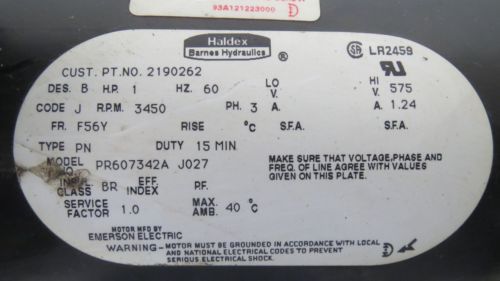 93A121223000
Haldex
Barnes Hydraulics ®
LR2459
CUST. PT.NO. 2190262
DES. B H.P. 1 HZ. 60 LO V. HI V. 575
CODE J R.P.M. 3450 PH. 3 A. A. 1.24
FR. F56Y RISE °C S.F.A. S.F.A.
TYPE PN DUTY 15 MIN
MODEL PR607342A J027
MAKE SURE THAT VOLTAGE,PHASE AND
FREQ. OF LINE AGREE WITH VALUES
GIVEN ON THIS PLATE.
CLASS BR EFF. INDEX P.F.
SERVICE FACTOR 1.0 MAX. AMB. 40 °C
MOTOR MFD BY
EMERSON ELECTRIC
WARNING- MOTOR MUST BE GROUNDED IN ACCORDANCE WITH LOCAL
AND NATIONAL ELECTRICAL CODES TO PREVENT
SERIOUS ELECTRICAL SHOCK.